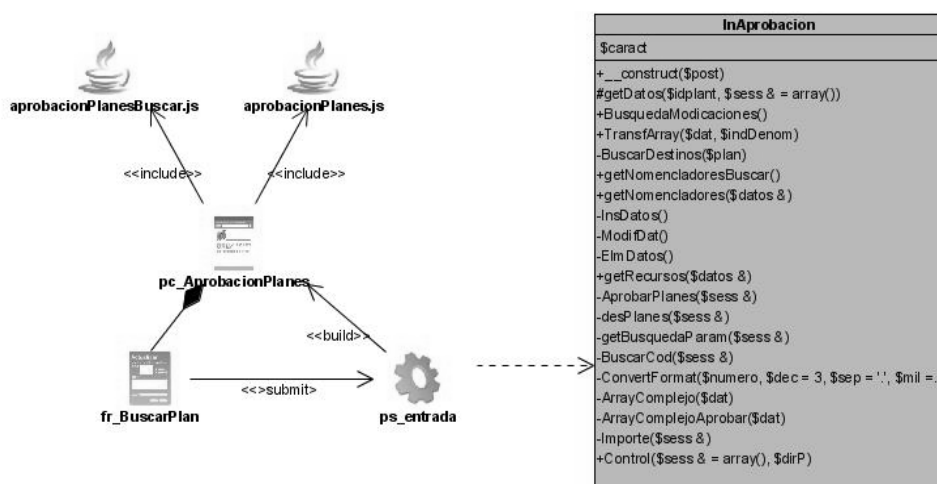 aprobacionPlanesBuscar.js
aprobacionPlanes.js
<<include>>
<<include>>
pc_AprobacionPlanes
<<build>>
<<>submit>
fr_BuscarPlan
ps_entrada
InAprobacion
$caract
+__construct($post)
#getDatos($idplant, $sess & = array())
+BusquedaModicaciones()
+TransfArray($dat, $indDenom)
-BuscarDestinos($plan)
+getNomencladoresBuscar()
+getNomencladores($datos &)
-InsDatos()
-ModifDat()
-ElmDatos()
+getRecursos($datos &)
-AprobarPlanes($sess &)
-desPlanes($sess &)
-getBusquedaParam($sess &)
-BuscarCod($sess &)
-ConvertFormat($numero, $dec = 3, $sep = '.', $mil =.
-ArrayComplejo($dat)
-ArrayComplejoAprobar($dat)
-Importe($sess &)
+Control($sess & = array(), $dirP)